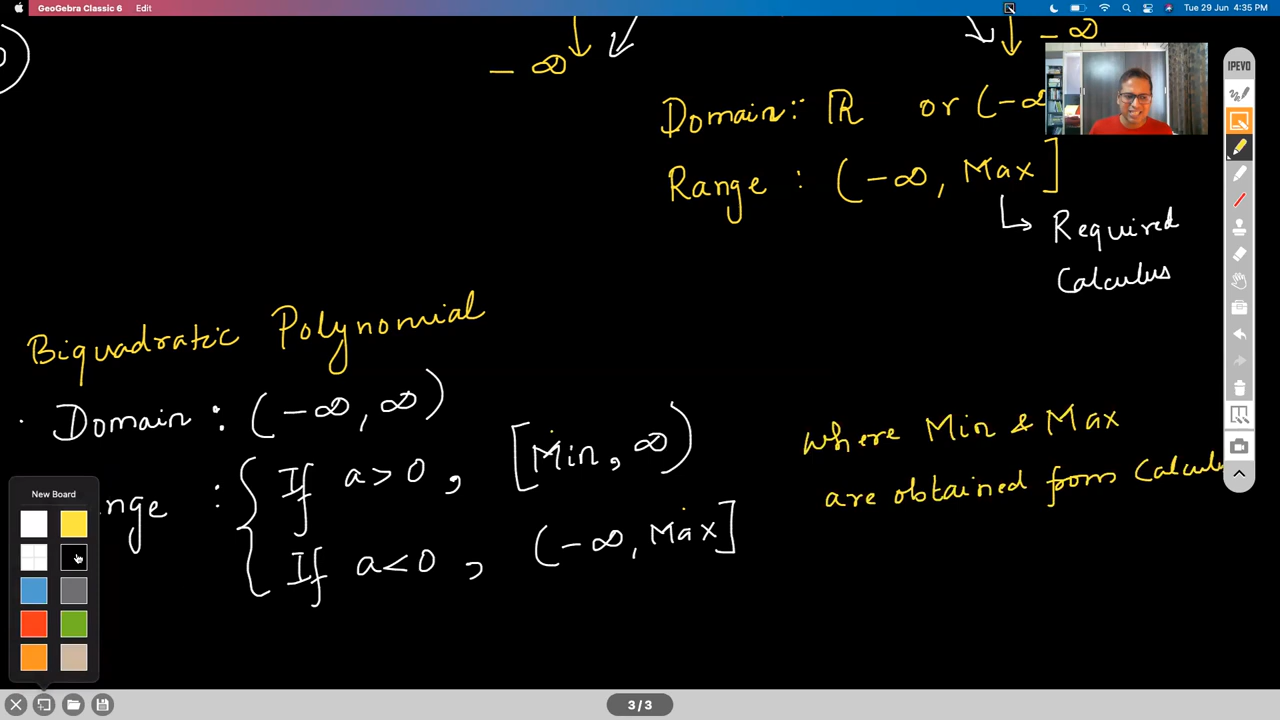 GeoGebra Classic 6 Edit Tue 29 Jun 4:35 PM
− ∞ − ∞
IPEVO
Domain:: ℝ or (−∞
Range : (−∞, Max]
Required
Calculus
Biquadratic Polynomial
Domain : (−∞, ∞)
nge : { If a>0, [Min, ∞)
If a<0, (−∞, Max]
where Min & Max
are obtained from Calculu
New Board
3/3